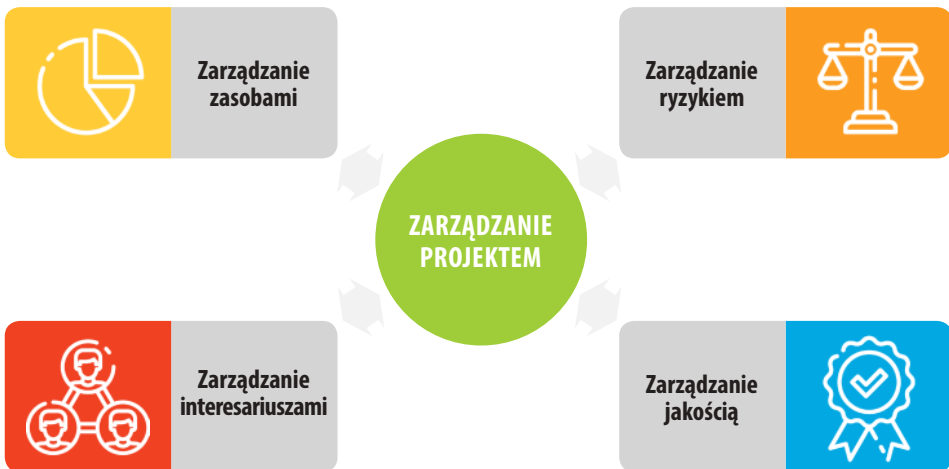 Zarządzanie
zasobami
Zarządzanie
ryzykiem
ZARZĄDZANIE
PROJEKTEM
Zarządzanie
interesariuszami
Zarządzanie
jakością